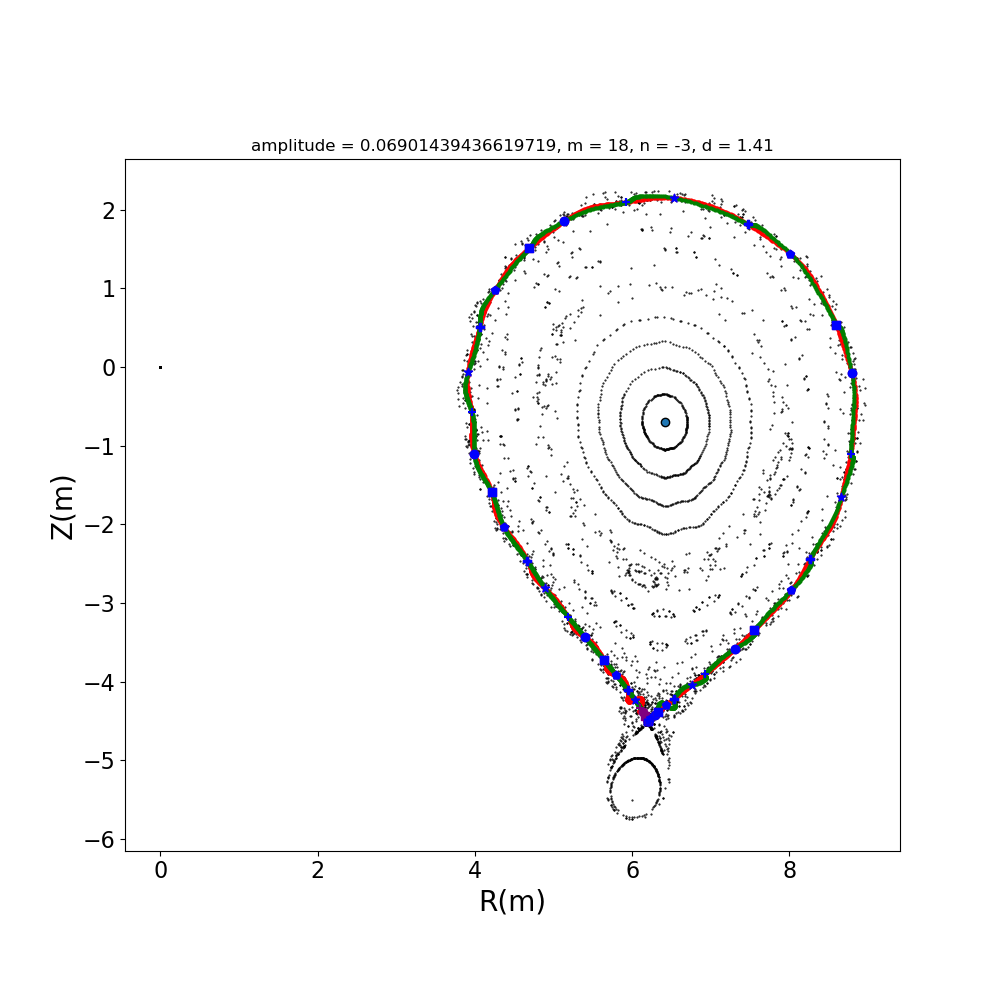 amplitude = 0.06901439436619719, m = 18, n = -3, d = 1.41
2
1
0
−1
−2
−3
−4
−5
−6
Z(m)
0 2 4 6 8
R(m)